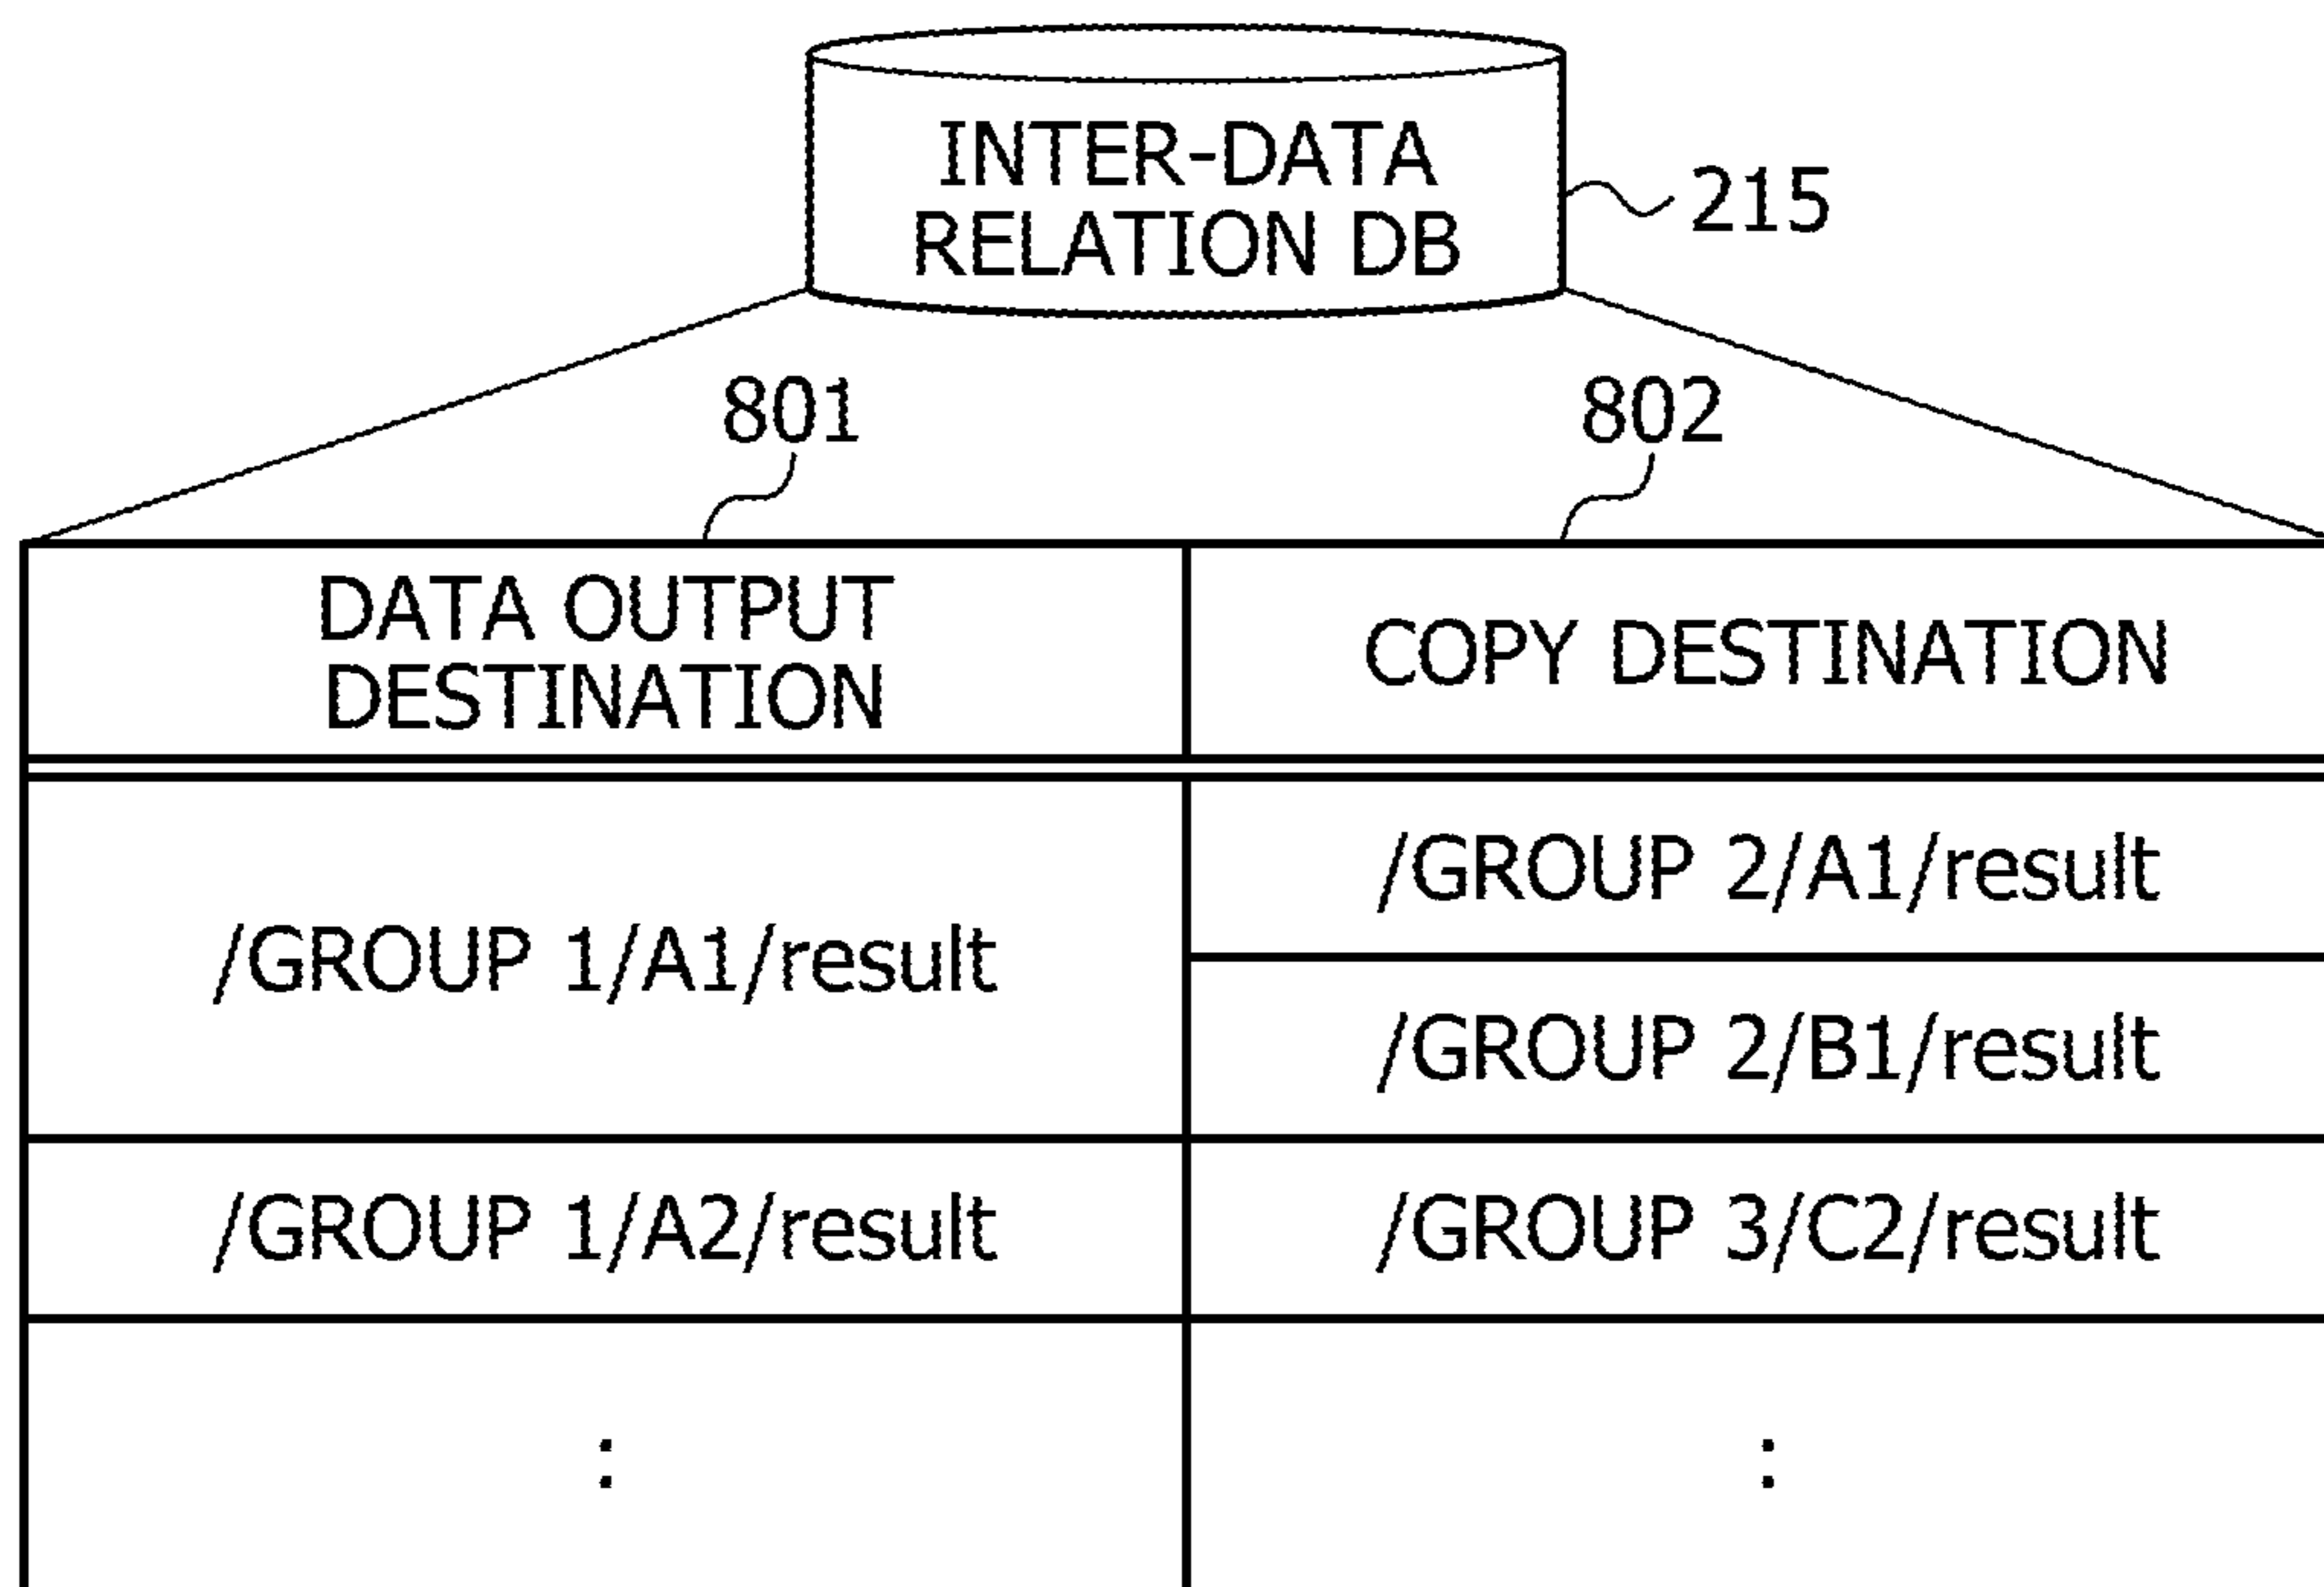 INTER-DATA
RELATION DB
215
801
802
DATA OUTPUT
DESTINATION
COPY DESTINATION
/GROUP 1/A1/result
/GROUP 2/A1/result
/GROUP 2/B1/result
/GROUP 1/A2/result
/GROUP 3/C2/result
:
: